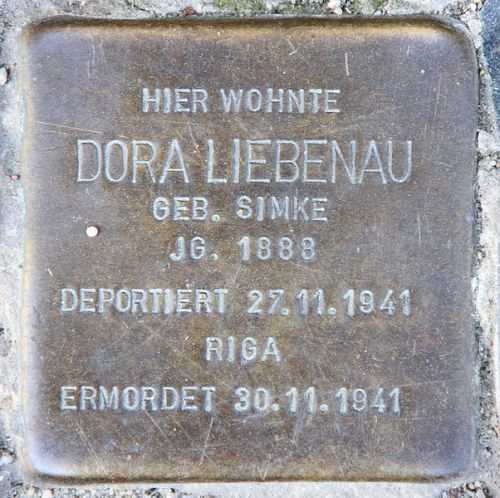 HIER WOHNTE
DORA LIEBENAU
GEB. SIMKE
JG. 1888
DEPORTIERT 27.11.1941
RIGA
ERMORDET 30.11.1941